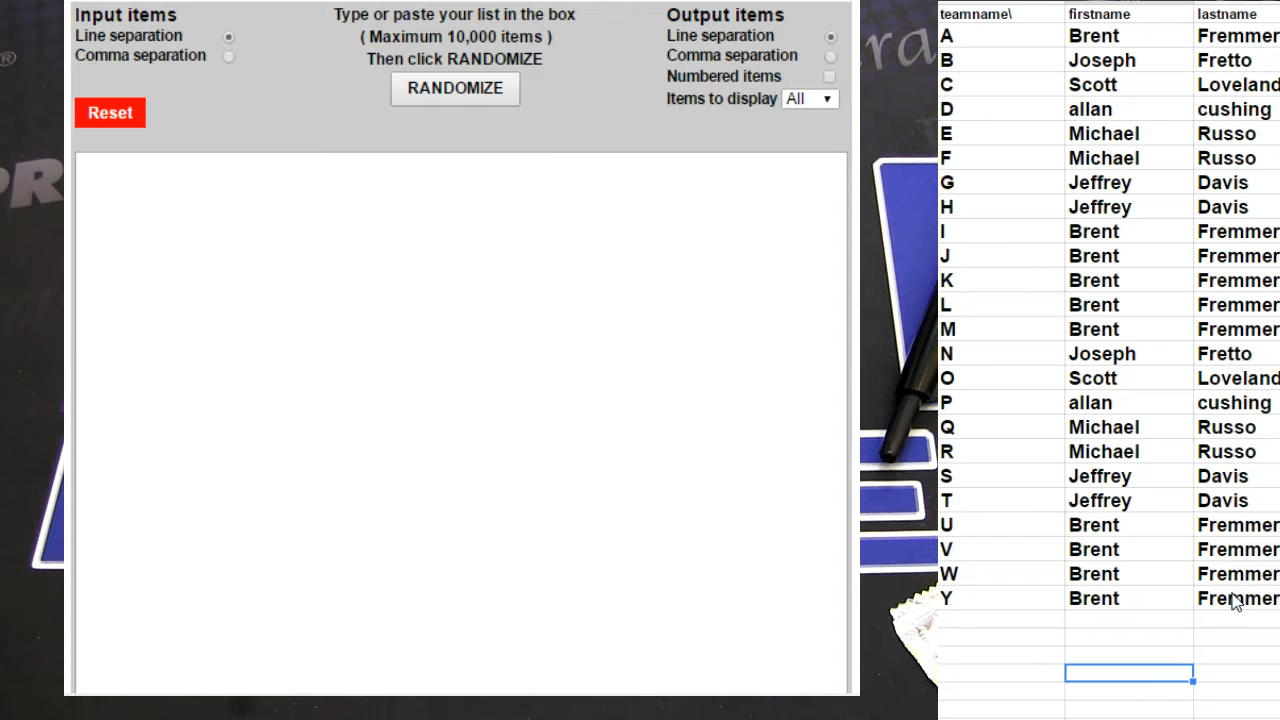 Input items
Line separation
Comma separation
Reset
Type or paste your list in the box
( Maximum 10,000 items )
Then click RANDOMIZE
RANDOMIZE
Output items
Line separation
Comma separation
Numbered items
Items to display All
teamname\ firstname lastname
A Brent Fremmer
B Joseph Fretto
C Scott Loveland
D allan cushing
E Michael Russo
F Michael Russo
G Jeffrey Davis
H Jeffrey Davis
I Brent Fremmer
J Brent Fremmer
K Brent Fremmer
L Brent Fremmer
M Brent Fremmer
N Joseph Fretto
O Scott Loveland
P allan cushing
Q Michael Russo
R Michael Russo
S Jeffrey Davis
T Jeffrey Davis
U Brent Fremmer
V Brent Fremmer
W Brent Fremmer
Y Brent Fremmer